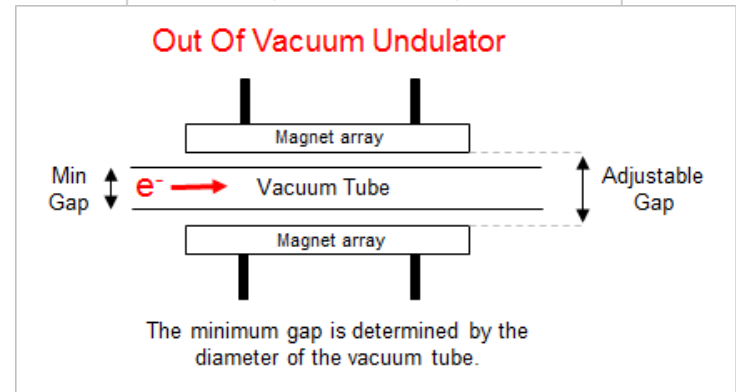 Out Of Vacuum Undulator
Magnet array
Min
Gap
e-
Vacuum Tube
Adjustable
Gap
Magnet array
The minimum gap is determined by the
diameter of the vacuum tube.